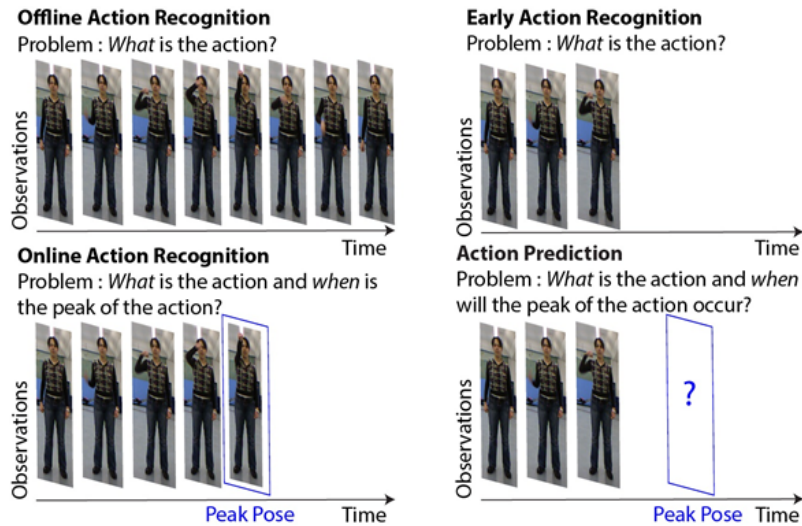 Offline Action Recognition
Problem : What is the action?
Observations
Time
Early Action Recognition
Problem : What is the action?
Observations
Time
Online Action Recognition
Problem : What is the action and when is
the peak of the action?
Observations
Peak Pose
Time
Action Prediction
Problem : What is the action and when
will the peak of the action occur?
Observations
?
Peak Pose
Time